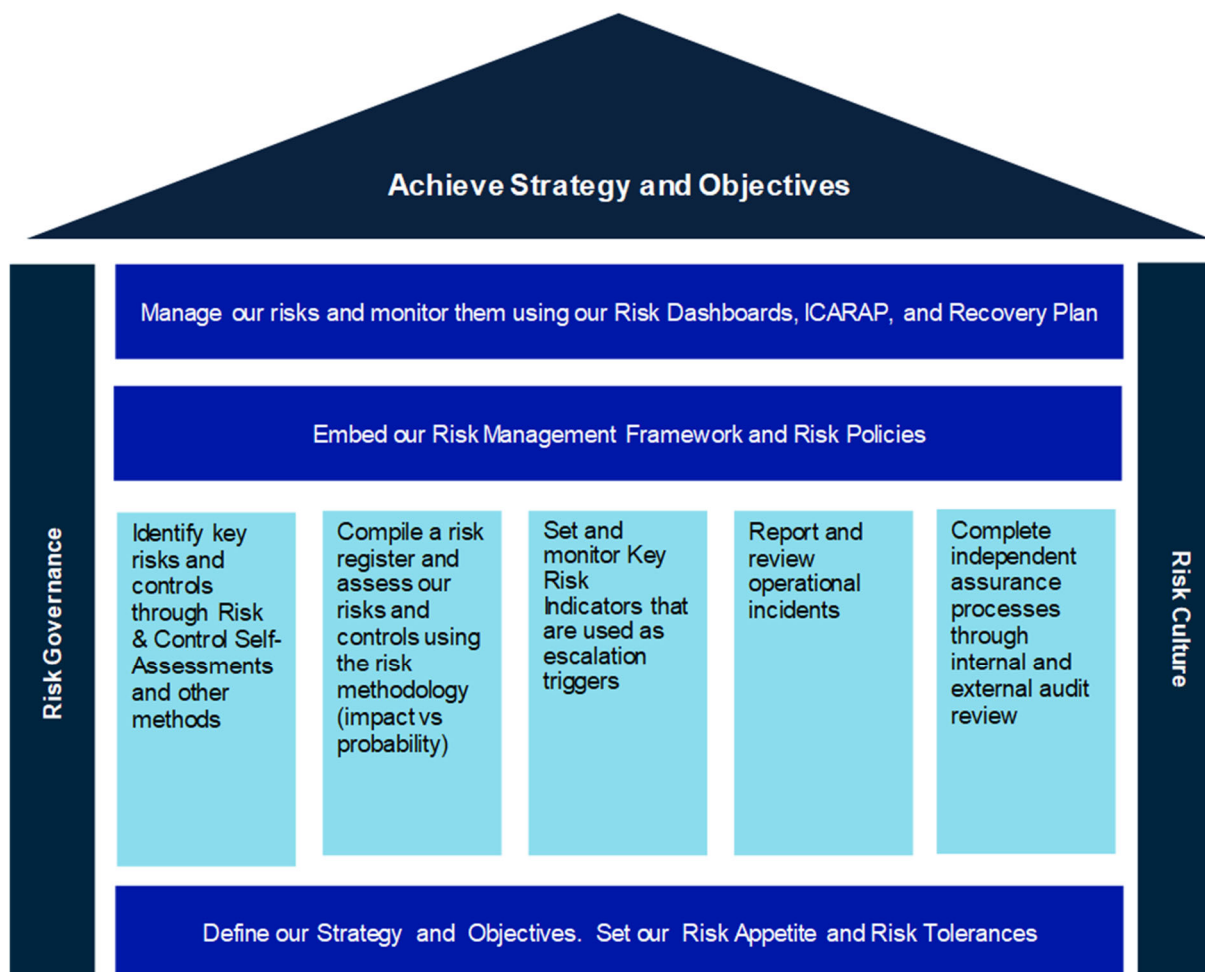 Achieve Strategy and Objectives
Manage our risks and monitor them using our Risk Dashboards, ICARAP, and Recovery Plan
Embed our Risk Management Framework and Risk Policies
Risk Governance
Identify key
risks and
controls
through Risk
& Control Self-
Assessments
and other
methods
Compile a risk
register and
assess our
risks and
controls using
the risk
methodology
(impact vs
probability)
Set and
monitor Key
Risk
Indicators that
are used as
escalation
triggers
Report and
review
operational
incidents
Complete
independent
assurance
processes
through
internal and
external audit
review
Risk Culture
Define our Strategy and Objectives. Set our Risk Appetite and Risk Tolerances